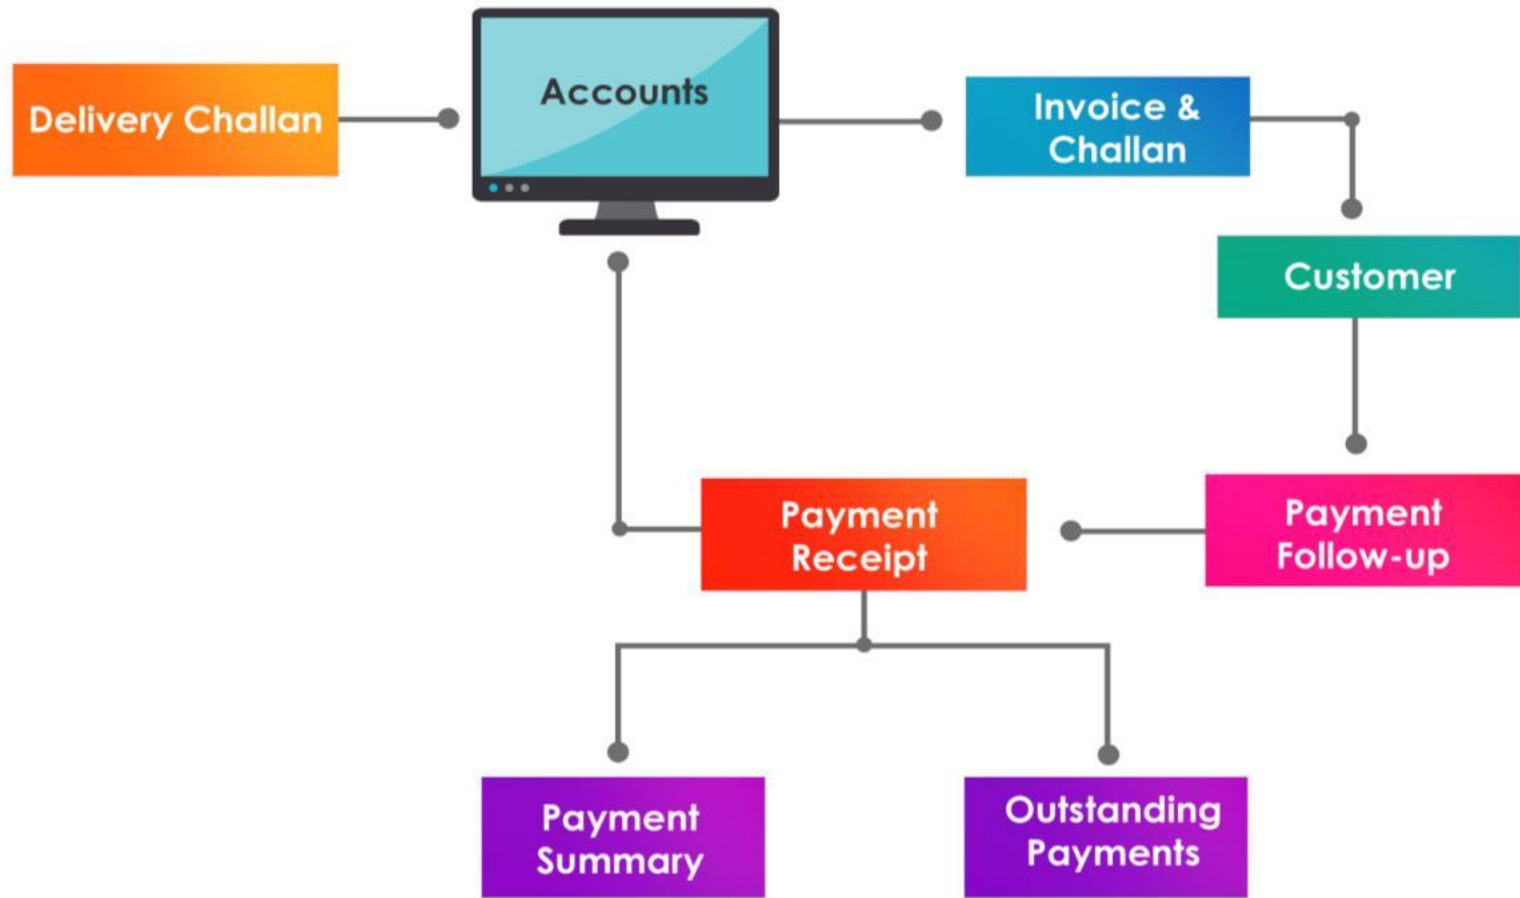 Delivery Challan
Accounts
Invoice &
Challan
Customer
Payment
Follow-up
Payment
Receipt
Payment
Summary
Outstanding
Payments